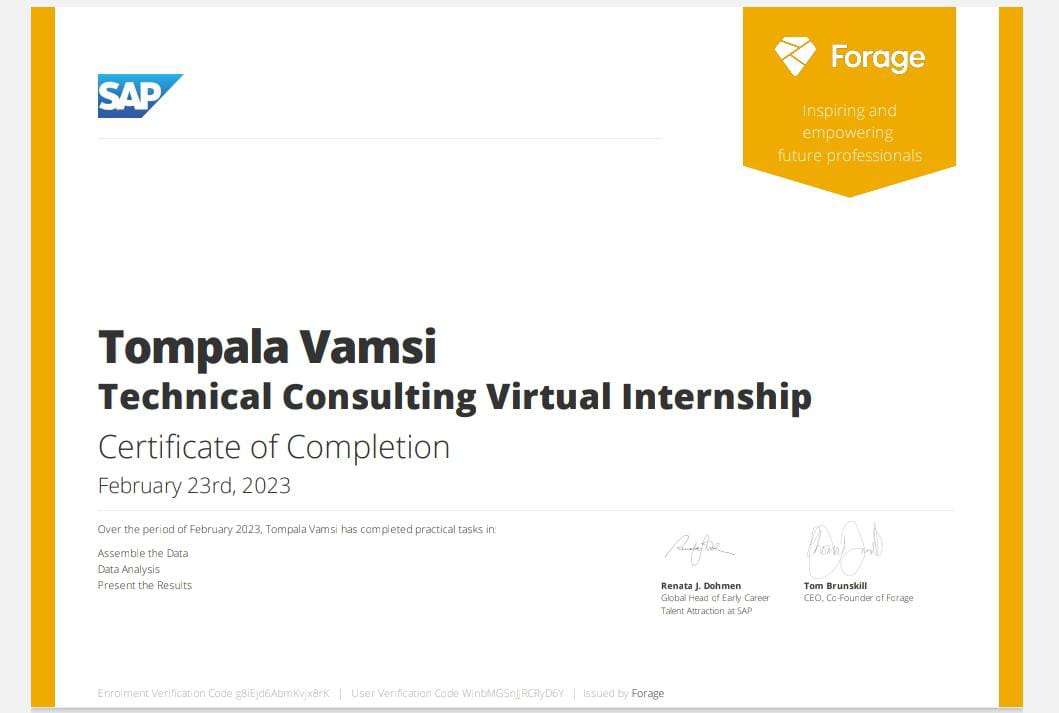 SAP
Forage
Inspiring and
empowering
future professionals
Tompala Vamsi
Technical Consulting Virtual Internship
Certificate of Completion
February 23rd, 2023
Over the period of February 2023, Tompala Vamsi has completed practical tasks in:
Assemble the Data
Data Analysis
Present the Results
Renata J. Dohmen
Global Head of Early Career
Talent Attraction at SAP
Tom Brunskill
CEO, Co-Founder of Forage
Enrolment Verification Code g8iEjd6AbmKvjx8rK | User Verification Code WinbMGSnJJRCRyD6Y | Issued by Forage